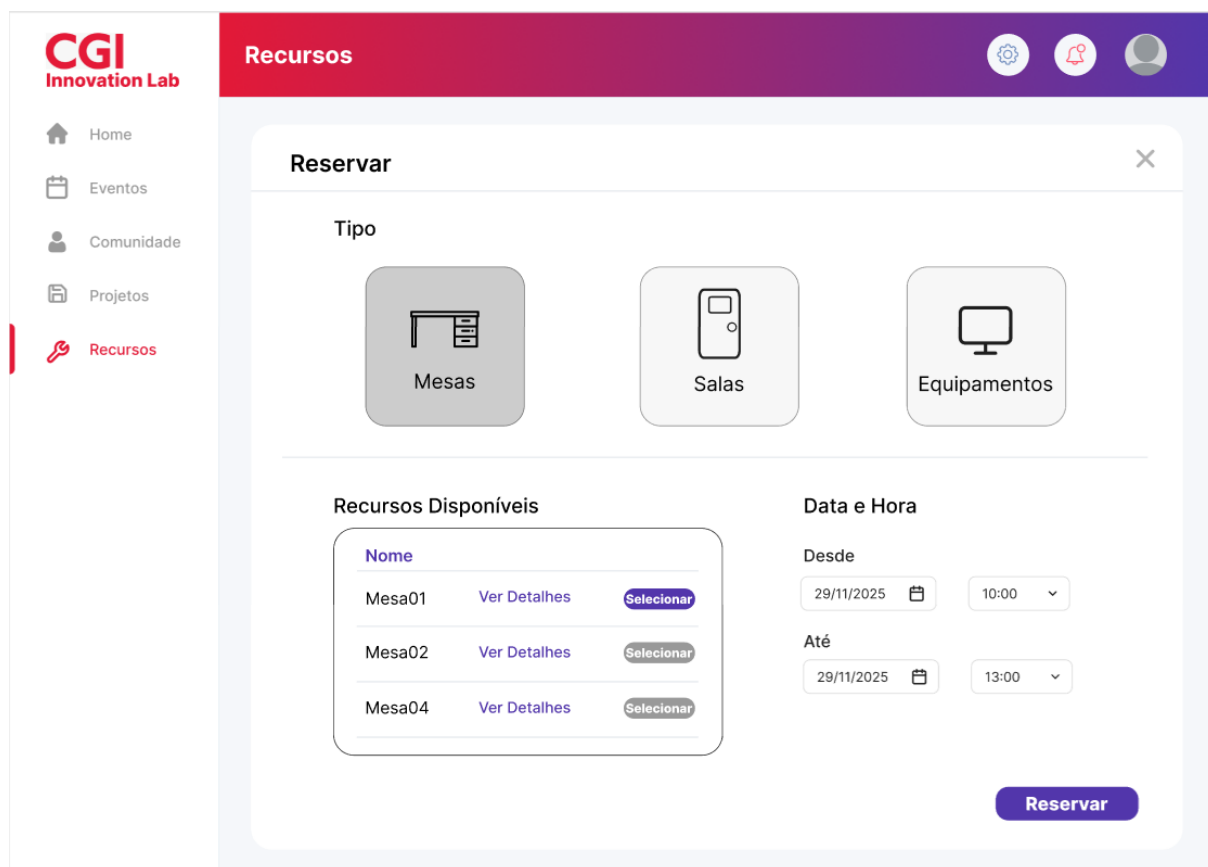 CGI
Innovation Lab
Recursos
Home
Eventos
Comunidade
Projetos
Recursos
Reservar
Tipo
Mesas
Salas
Equipamentos
Recursos Disponíveis
Nome
Mesa01 Ver Detalhes Selecionar
Mesa02 Ver Detalhes Selecionar
Mesa04 Ver Detalhes Selecionar
Data e Hora
Desde
29/11/2025 10:00
Até
29/11/2025 13:00
Reservar